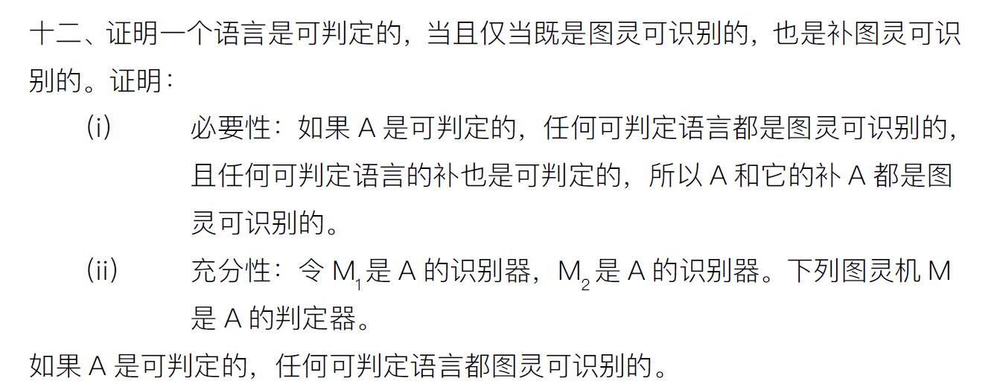 十二、证明一个语言是可判定的，当且仅当既是图灵可识别的，也是补图灵可识
别的。证明：
(i) 必要性：如果 A 是可判定的，任何可判定语言都是图灵可识别的，
且任何可判定语言的补也是可判定的，所以 A 和它的补 A 都是图
灵可识别的。
(ii) 充分性：令 M₁是 A 的识别器，M₂是 A 的识别器。下列图灵机 M
是 A 的判定器。
如果 A 是可判定的，任何可判定语言都图灵可识别的。